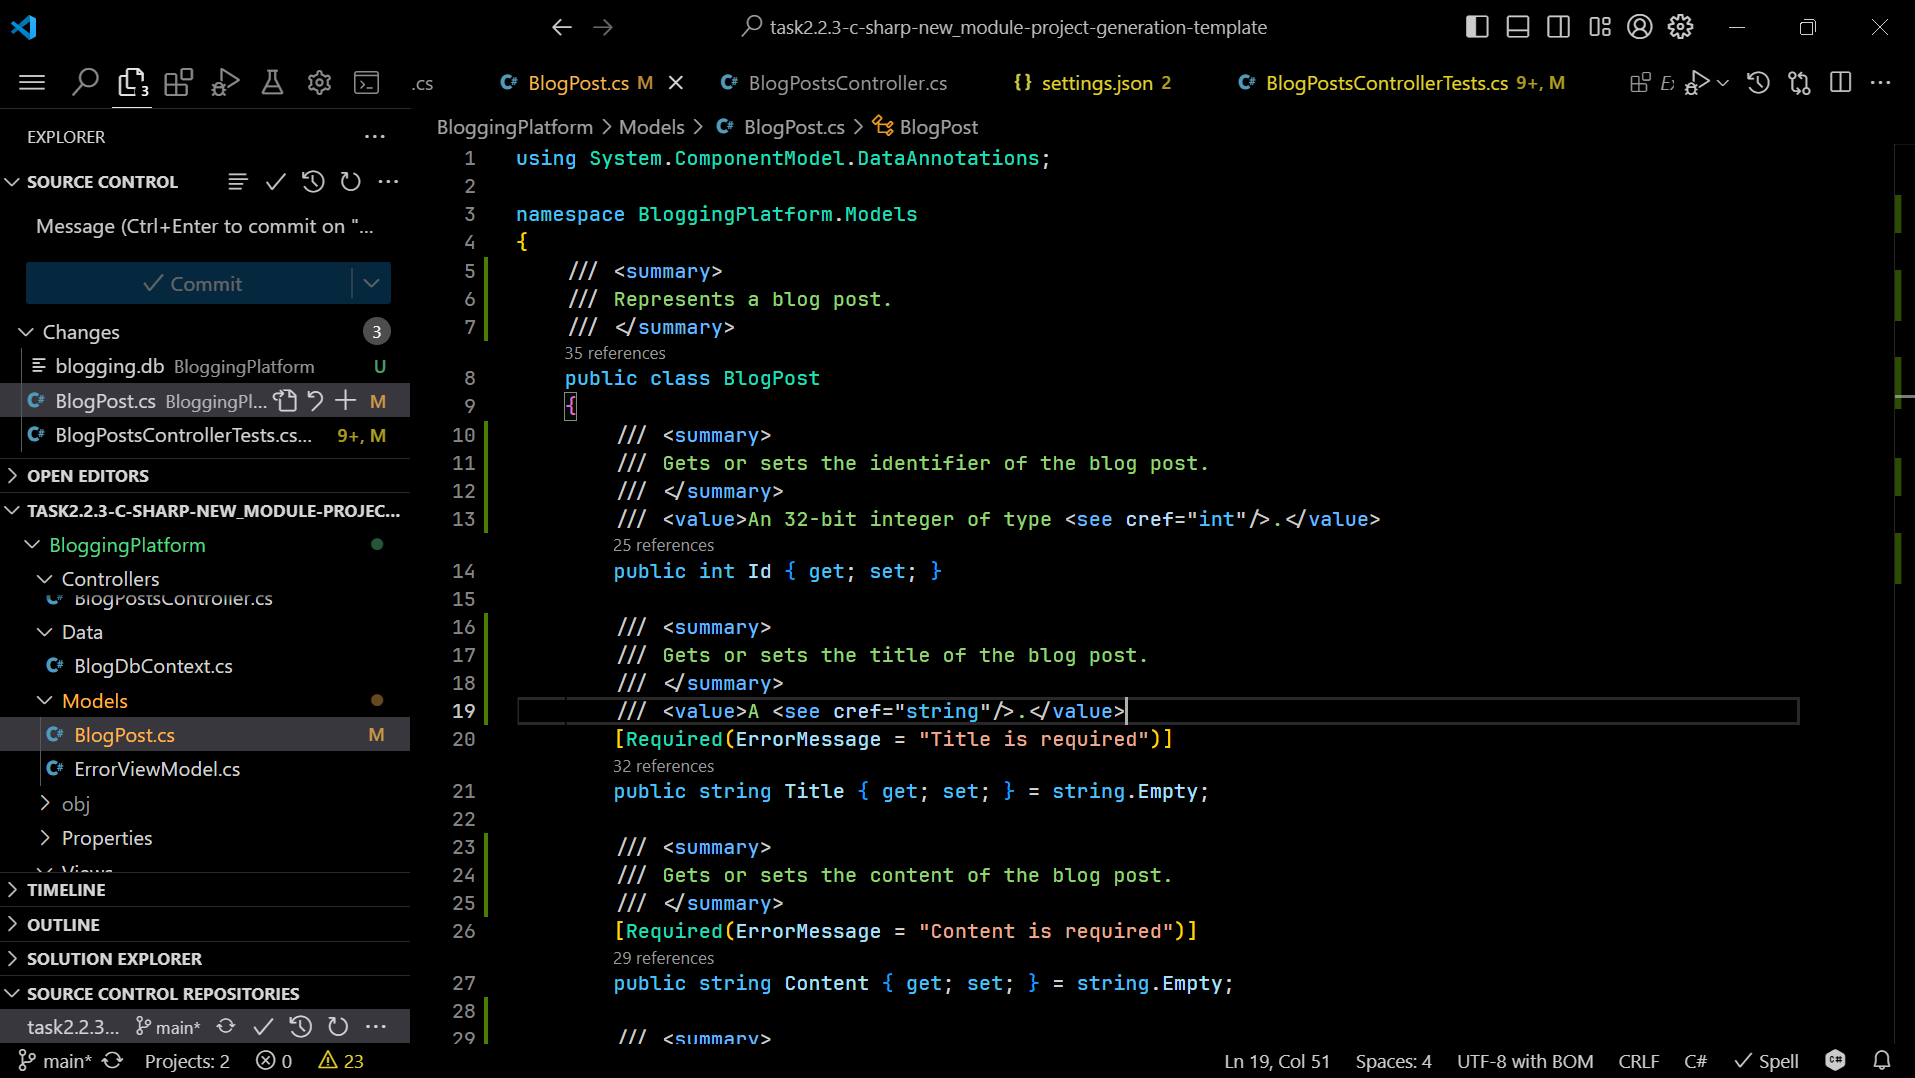 task2.2.3-c-sharp-new_module-project-generation-template
.cs
BlogPost.cs M
BlogPostsController.cs
settings.json 2
BlogPostsControllerTests.cs 9+, M
EXPLORER
SOURCE CONTROL
Message (Ctrl+Enter to commit on "...
Commit
Changes 3
blogging.db BloggingPlatform U
BlogPost.cs BloggingPl... M
BlogPostsControllerTests.cs... 9+, M
OPEN EDITORS
TASK2.2.3-C-SHARP-NEW_MODULE-PROJEC...
BloggingPlatform
Controllers
BlogPostsController.cs
Data
BlogDbContext.cs
Models
BlogPost.cs M
ErrorViewModel.cs
obj
Properties
Views
TIMELINE
OUTLINE
SOLUTION EXPLORER
SOURCE CONTROL REPOSITORIES
task2.2.3... main*
BloggingPlatform > Models > BlogPost.cs > BlogPost
1 using System.ComponentModel.DataAnnotations;
2
3 namespace BloggingPlatform.Models
4 {
5 /// <summary>
6 /// Represents a blog post.
7 /// </summary>
35 references
8 public class BlogPost
9 {
10 /// <summary>
11 /// Gets or sets the identifier of the blog post.
12 /// </summary>
13 /// <value>An 32-bit integer of type <see cref="int"/>.</value>
25 references
14 public int Id { get; set; }
15
16 /// <summary>
17 /// Gets or sets the title of the blog post.
18 /// </summary>
19 /// <value>A <see cref="string"/>.</value>
20 [Required(ErrorMessage = "Title is required")]
32 references
21 public string Title { get; set; } = string.Empty;
22
23 /// <summary>
24 /// Gets or sets the content of the blog post.
25 /// </summary>
26 [Required(ErrorMessage = "Content is required")]
29 references
27 public string Content { get; set; } = string.Empty;
28
29 /// <summary>
main* Projects: 2 0 23
Ln 19, Col 51 Spaces: 4 UTF-8 with BOM CRLF C# Spell